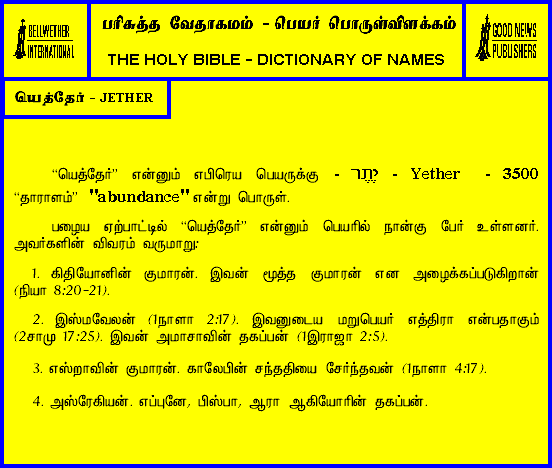 BELLWETHER
INTERNATIONAL
பரிசுத்த வேதாகமம் - பெயர் பொருள்விளக்கம்
THE HOLY BIBLE - DICTIONARY OF NAMES
GOOD NEWS
PUBLISHERS
யெத்தேர் - JETHER
“யெத்தேர்” என்னும் எபிரெய பெயருக்கு - יֶתֶר - Yether - 3500
“தாராளம்” "abundance" என்று பொருள்.
பழைய ஏற்பாட்டில் “யெத்தேர்” என்னும் பெயரில் நான்கு பேர் உள்ளனர்.
அவர்களின் விவரம் வருமாறு:
1. கிதியோனின் குமாரன். இவன் மூத்த குமாரன் என அழைக்கப்படுகிறான்
(நியா 8:20-21).
2. இஸ்மவேலன் (1நாளா 2:17). இவனுடைய மறுபெயர் எத்திரா என்பதாகும்
(2சாமு 17:25). இவன் அமாசாவின் தகப்பன் (1இராஜா 2:5).
3. எஸ்றாவின் குமாரன். காலேபின் சந்ததியை சேர்ந்தவன் (1நாளா 4:17).
4. அஸ்ரேகியன். எப்புனே, பிஸ்பா, ஆரா ஆகியோரின் தகப்பன்.